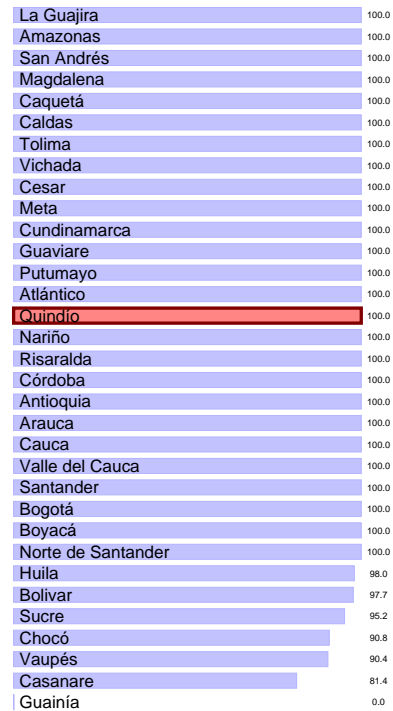 La Guajira 100.0
Amazonas 100.0
San Andrés 100.0
Magdalena 100.0
Caquetá 100.0
Caldas 100.0
Tolima 100.0
Vichada 100.0
Cesar 100.0
Meta 100.0
Cundinamarca 100.0
Guaviare 100.0
Putumayo 100.0
Atlántico 100.0
Quindío 100.0
Nariño 100.0
Risaralda 100.0
Córdoba 100.0
Antioquia 100.0
Arauca 100.0
Cauca 100.0
Valle del Cauca 100.0
Santander 100.0
Bogotá 100.0
Boyacá 100.0
Norte de Santander 100.0
Huila 98.0
Bolivar 97.7
Sucre 95.2
Chocó 90.8
Vaupés 90.4
Casanare 81.4
Guainía 0.0